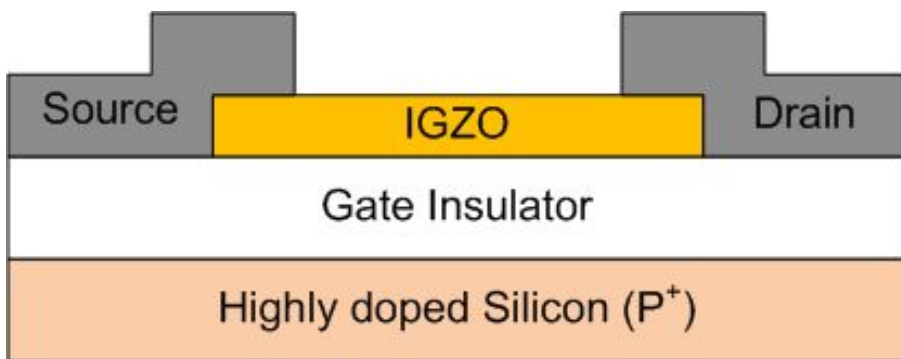 Source
IGZO
Drain
Gate Insulator
Highly doped Silicon (P⁺)